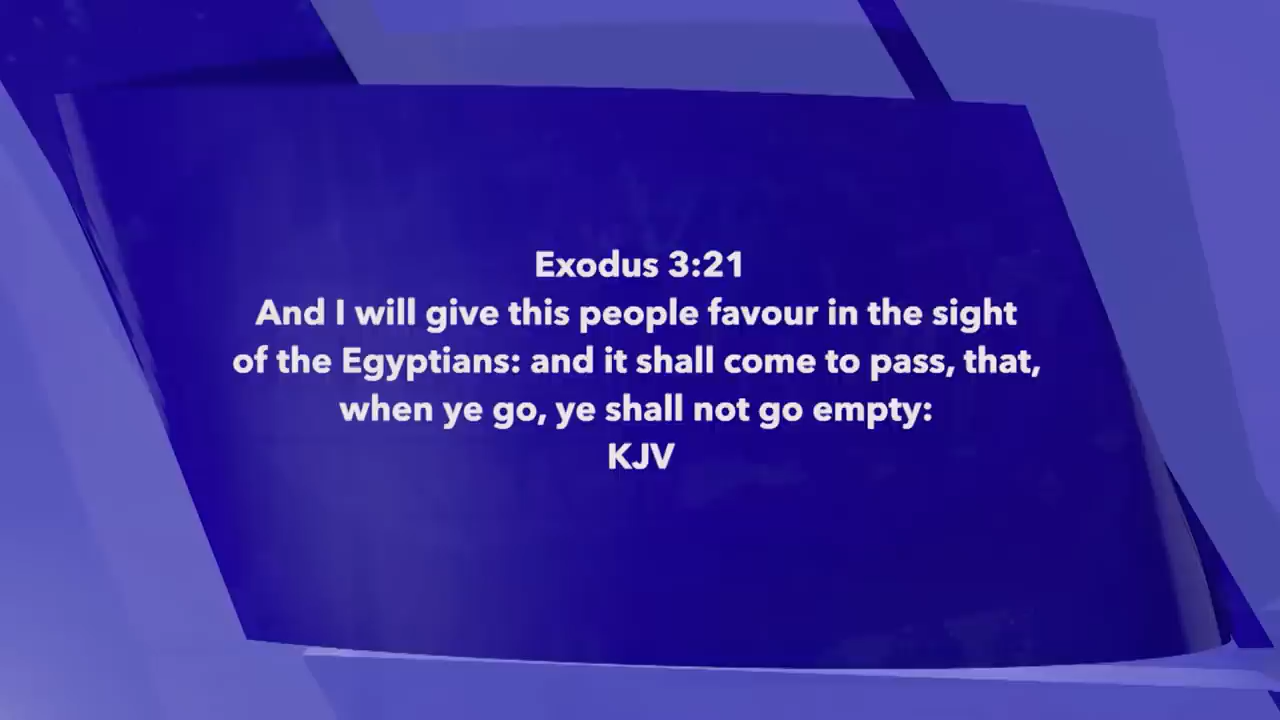 Exodus 3:21
And I will give this people favour in the sight
of the Egyptians: and it shall come to pass, that,
when ye go, ye shall not go empty:
KJV